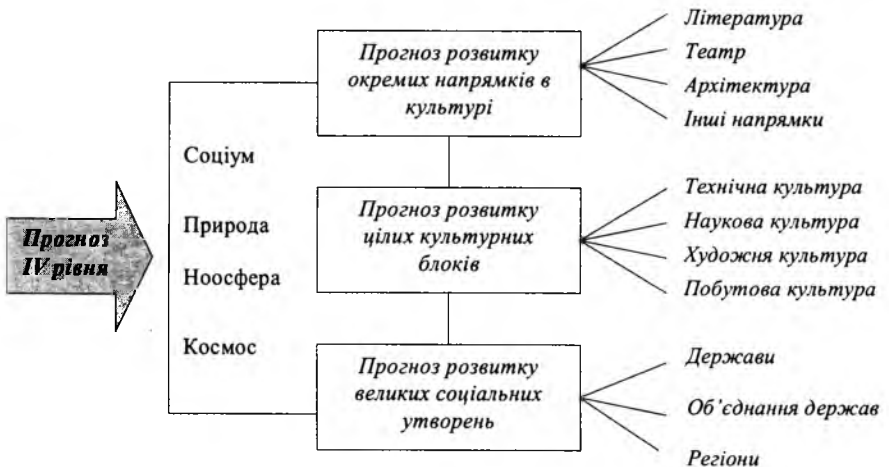 Прогноз
IV рівня
Соціум
Природа
Ноосфера
Космос
Прогноз розвитку
окремих напрямків в
культурі
Література
Театр
Архітектура
Інші напрямки
Прогноз розвитку
цілих культурних
блоків
Технічна культура
Наукова культура
Художня культура
Побутова культура
Прогноз розвитку
великих соціальних
утворень
Держави
Об’єднання держав
Регіони